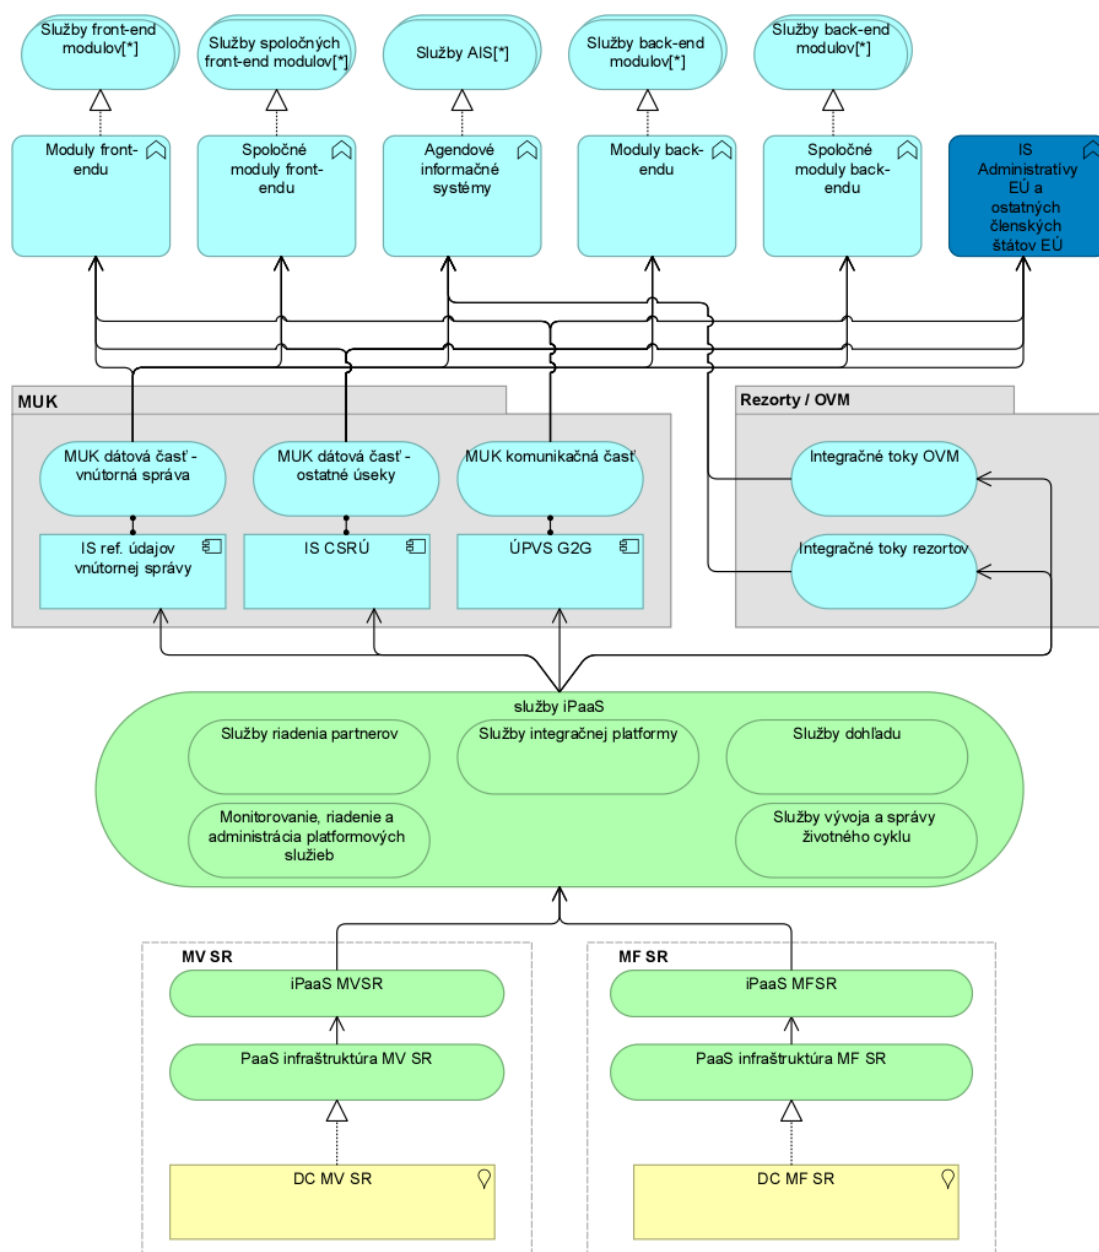 Služby front-end
modulov[*]
Služby spoločných
front-end modulov[*]
Služby AIS[*]
Služby back-end
modulov[*]
Služby back-end
modulov[*]
Moduly front-
endu
Spoločné
moduly front-
endu
Agendové
informačné
systémy
Moduly back-
endu
Spoločné
moduly back-
endu
IS
Administratívy
EÚ a
ostatných
členských
štátov EÚ
MUK
Rezorty / OVM
MUK dátová časť -
vnútorná správa
MUK dátová časť -
ostatné úseky
MUK komunikačná časť
Integračné toky OVM
IS ref. údajov
vnútornej správy
IS CSRÚ
ÚPVS G2G
Integračné toky rezortov
služby iPaaS
Služby riadenia partnerov
Služby integračnej platformy
Služby dohľadu
Monitorovanie, riadenie a
administrácia platformových
služieb
Služby vývoja a správy
životného cyklu
MV SR
MF SR
iPaaS MVSR
iPaaS MFSR
PaaS infraštruktúra MV SR
PaaS infraštruktúra MF SR
DC MV SR
DC MF SR